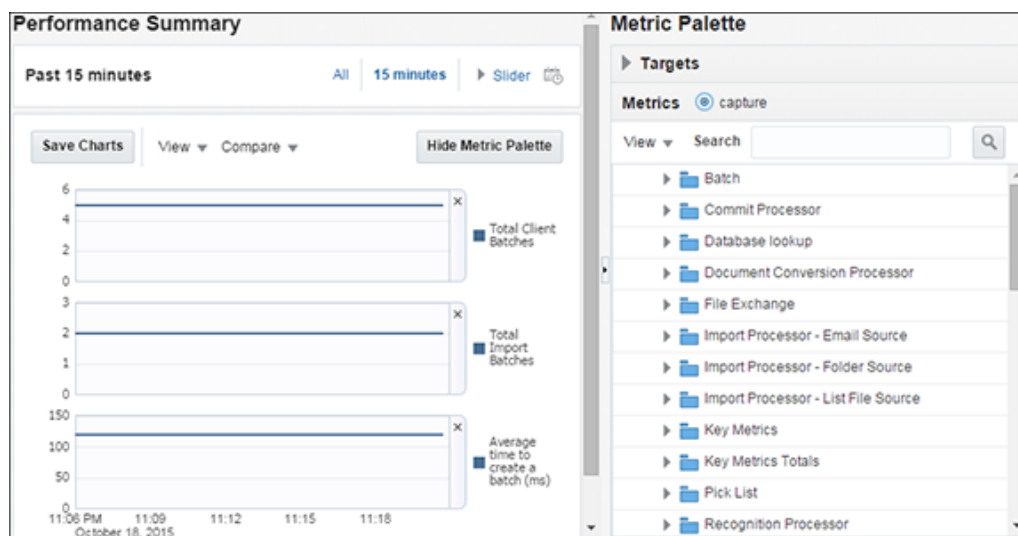 Performance Summary
Past 15 minutes
All
15 minutes
Slider
Save Charts
View
Compare
Hide Metric Palette
6
4
2
0
Total Client
Batches
3
2
1
0
Total
Import
Batches
150
100
50
0
Average
time to
create a
batch (ms)
11:06 PM
11:09
11:12
11:15
11:18
October 18, 2015
Metric Palette
Targets
Metrics
capture
View
Search
Batch
Commit Processor
Database lookup
Document Conversion Processor
File Exchange
Import Processor - Email Source
Import Processor - Folder Source
Import Processor - List File Source
Key Metrics
Key Metrics Totals
Pick List
Recognition Processor